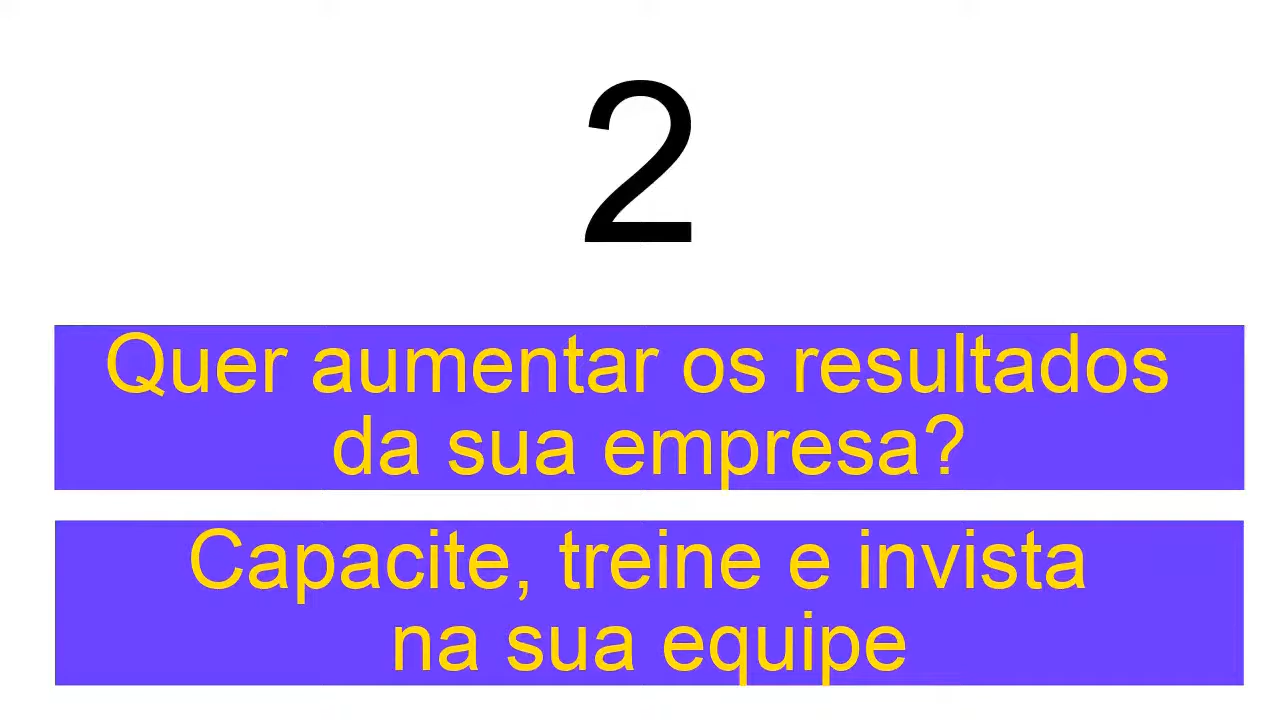 2
Quer aumentar os resultados
da sua empresa?
Capacite, treine e invista
na sua equipe